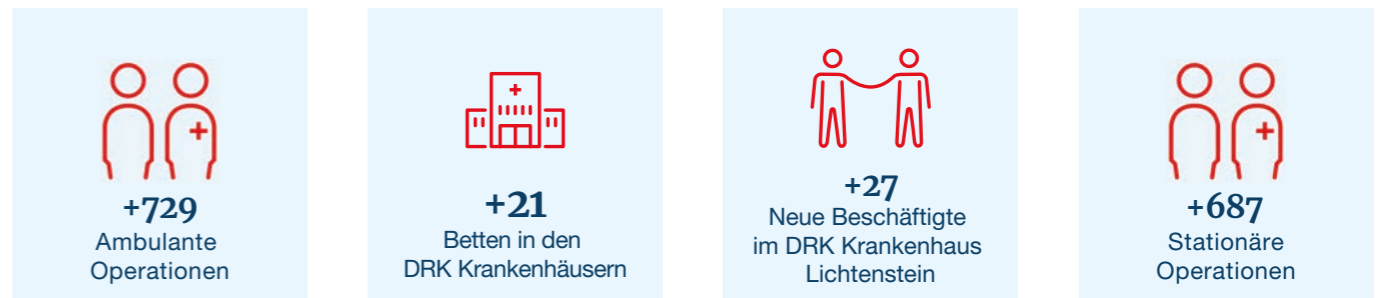 +729
Ambulante
Operationen
+21
Betten in den
DRK Krankenhäusern
+27
Neue Beschäftigte
im DRK Krankenhaus
Lichtenstein
+687
Stationäre
Operationen